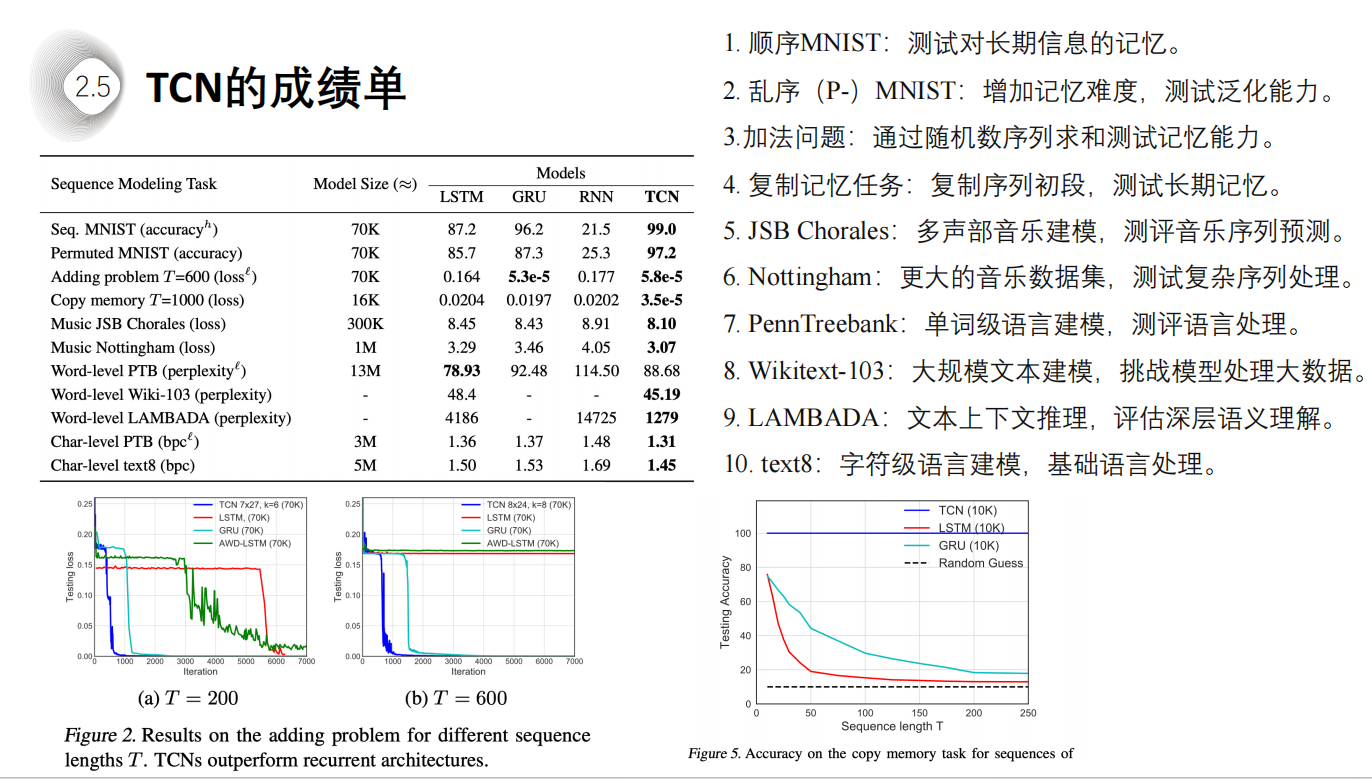 2.5
TCN的成绩单
Sequence Modeling Task Model Size (≈) Models
LSTM GRU RNN TCN
Seq. MNIST (accuracyʰ) 70K 87.2 96.2 21.5 99.0
Permuted MNIST (accuracy) 70K 85.7 87.3 25.3 97.2
Adding problem T=600 (lossˡ) 70K 0.164 5.3e-5 0.177 5.8e-5
Copy memory T=1000 (loss) 16K 0.0204 0.0197 0.0202 3.5e-5
Music JSB Chorales (loss) 300K 8.45 8.43 8.91 8.10
Music Nottingham (loss) 1M 3.29 3.46 4.05 3.07
Word-level PTB (perplexityˡ) 13M 78.93 92.48 114.50 88.68
Word-level Wiki-103 (perplexity) - 48.4 - - 45.19
Word-level LAMBADA (perplexity) - 4186 - 14725 1279
Char-level PTB (bpcˡ) 3M 1.36 1.37 1.48 1.31
Char-level text8 (bpc) 5M 1.50 1.53 1.69 1.45
TCN 7x27, k=6 (70K)
LSTM, (70K)
GRU (70K)
AWD-LSTM (70K)
Testing loss
0.25
0.20
0.15
0.10
0.05
0.00
0 1000 2000 3000 4000 5000 6000 7000
Iteration
(a) T = 200
TCN 8x24, k=8 (70K)
LSTM (70K)
GRU (70K)
AWD-LSTM (70K)
Testing loss
0.25
0.20
0.15
0.10
0.05
0.00
0 1000 2000 3000 4000 5000 6000 7000
Iteration
(b) T = 600
Figure 2. Results on the adding problem for different sequence
lengths T. TCNs outperform recurrent architectures.
1. 顺序MNIST：测试对长期信息的记忆。
2. 乱序（P-）MNIST：增加记忆难度，测试泛化能力。
3.加法问题：通过随机数序列求和测试记忆能力。
4. 复制记忆任务：复制序列初段，测试长期记忆。
5. JSB Chorales：多声部音乐建模，测评音乐序列预测。
6. Nottingham：更大的音乐数据集，测试复杂序列处理。
7. PennTreebank：单词级语言建模，测评语言处理。
8. Wikitext-103：大规模文本建模，挑战模型处理大数据。
9. LAMBADA：文本上下文推理，评估深层语义理解。
10. text8：字符级语言建模，基础语言处理。
TCN (10K)
LSTM (10K)
GRU (10K)
Random Guess
Testing Accuracy
100
80
60
40
20
0
0 50 100 150 200 250
Sequence length T
Figure 5. Accuracy on the copy memory task for sequences of